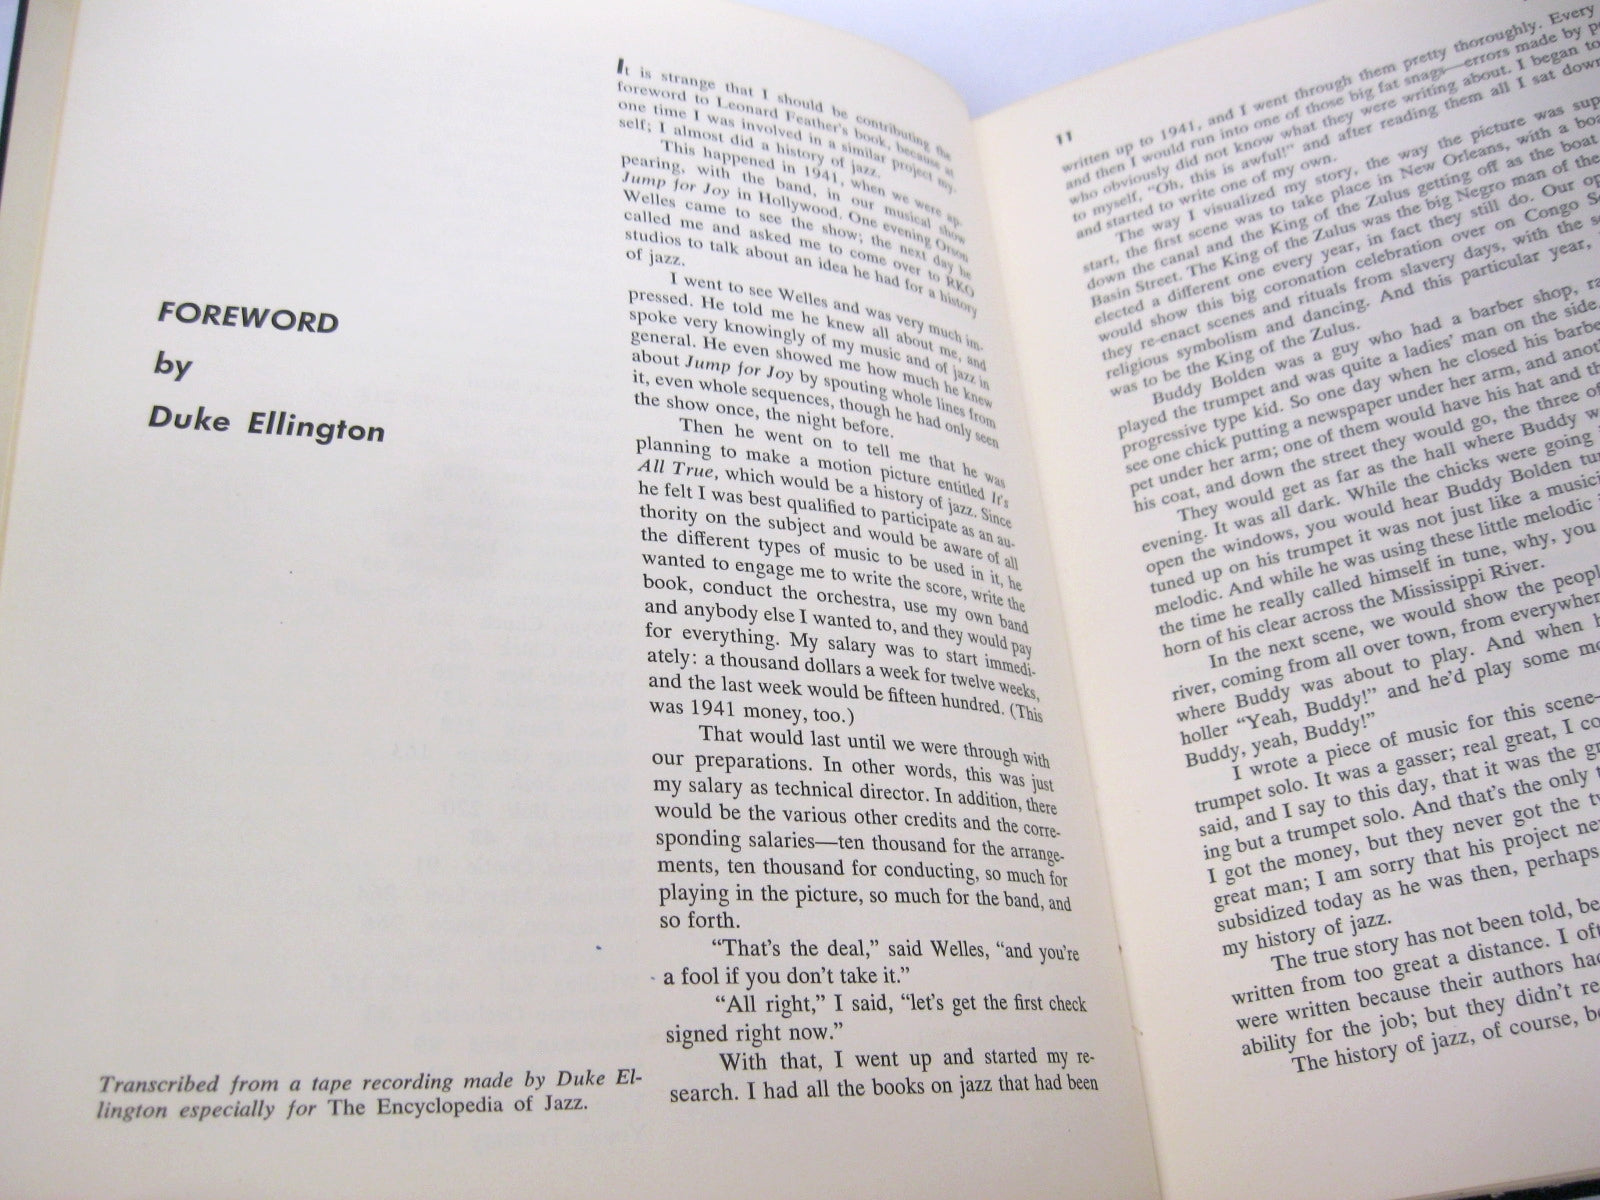 FOREWORD
by
Duke Ellington
Transcribed from a tape recording made by Duke El-
lington especially for The Encyclopedia of Jazz.
It is strange that I should be contributing the
foreword to Leonard Feather's book, because at
one time I was involved in a similar project my-
self; I almost did a history of jazz.
This happened in 1941, when we were ap-
pearing, with the band, in our musical show
Jump for Joy in Hollywood. One evening Orson
Welles came to see the show; the next day he
called me and asked me to come over to RKO
studios to talk about an idea he had for a history
of jazz.
I went to see Welles and was very much im-
pressed. He told me he knew all about me, and
spoke very knowingly of my music and of jazz in
general. He even showed me how much he knew
about Jump for Joy by spouting whole lines from
it, even whole sequences, though he had only seen
the show once, the night before.
Then he went on to tell me that he was
planning to make a motion picture entitled It's
All True, which would be a history of jazz. Since
he felt I was best qualified to participate as an au-
thority on the subject and would be aware of all
the different types of music to be used in it, he
wanted to engage me to write the score, write the
book, conduct the orchestra, use my own band
and anybody else I wanted to, and they would pay
for everything. My salary was to start immedi-
ately: a thousand dollars a week for twelve weeks,
and the last week would be fifteen hundred. (This
was 1941 money, too.)
That would last until we were through with
our preparations. In other words, this was just
my salary as technical director. In addition, there
would be the various other credits and the corre-
sponding salaries—ten thousand for the arrange-
ments, ten thousand for conducting, so much for
playing in the picture, so much for the band, and
so forth.
“That's the deal,” said Welles, “and you're
a fool if you don't take it.”
“All right,” I said, “let's get the first check
signed right now.”
With that, I went up and started my re-
search. I had all the books on jazz that had been
11
written up to 1941, and I went through them pretty thoroughly. Every
and then I would run into one of those big fat snags—errors made by
who obviously did not know what they were writing about. I began to
to myself, “Oh, this is awful!” and after reading them all I sat down
and started to write one of my own.
The way I visualized my story, the way the picture was
start, the first scene was to take place in New Orleans, with a
down the canal and the King of the Zulus getting off as the boat
Basin Street. The King of the Zulus was the big Negro man of the
elected a different one every year, in fact they still do. Our
would show this big coronation celebration over on Congo
they re-enact scenes and rituals from slavery days, with the
religious symbolism and dancing. And this particular year,
was to be the King of the Zulus.
Buddy Bolden was a guy who had a barber shop,
played the trumpet and was quite a ladies' man on the side.
progressive type kid. So one day when he closed his
see one chick putting a newspaper under her arm, and
pet under her arm; one of them would have his hat and
his coat, and down the street they would go, the three of
They would get as far as the hall where Buddy
evening. It was all dark. While the chicks were going
open the windows, you would hear Buddy Bolden
tuned up on his trumpet it was not just like a
melodic. And while he was using these little melodic
the time he really called himself in tune, why, you
horn of his clear across the Mississippi River.
In the next scene, we would show the
river, coming from all over town, from
where Buddy was about to play. And when
holler “Yeah, Buddy!” and he'd play some
Buddy, yeah, Buddy!”
I wrote a piece of music for this scene—
trumpet solo. It was a gasser; real great, I
said, and I say to this day, that it was the
ing but a trumpet solo. And that's the only
I got the money, but they never got the
great man; I am sorry that his project
subsidized today as he was then, perhaps
my history of jazz.
The true story has not been told,
written from too great a distance. I
were written because their authors
ability for the job; but they didn't
The history of jazz, of course,